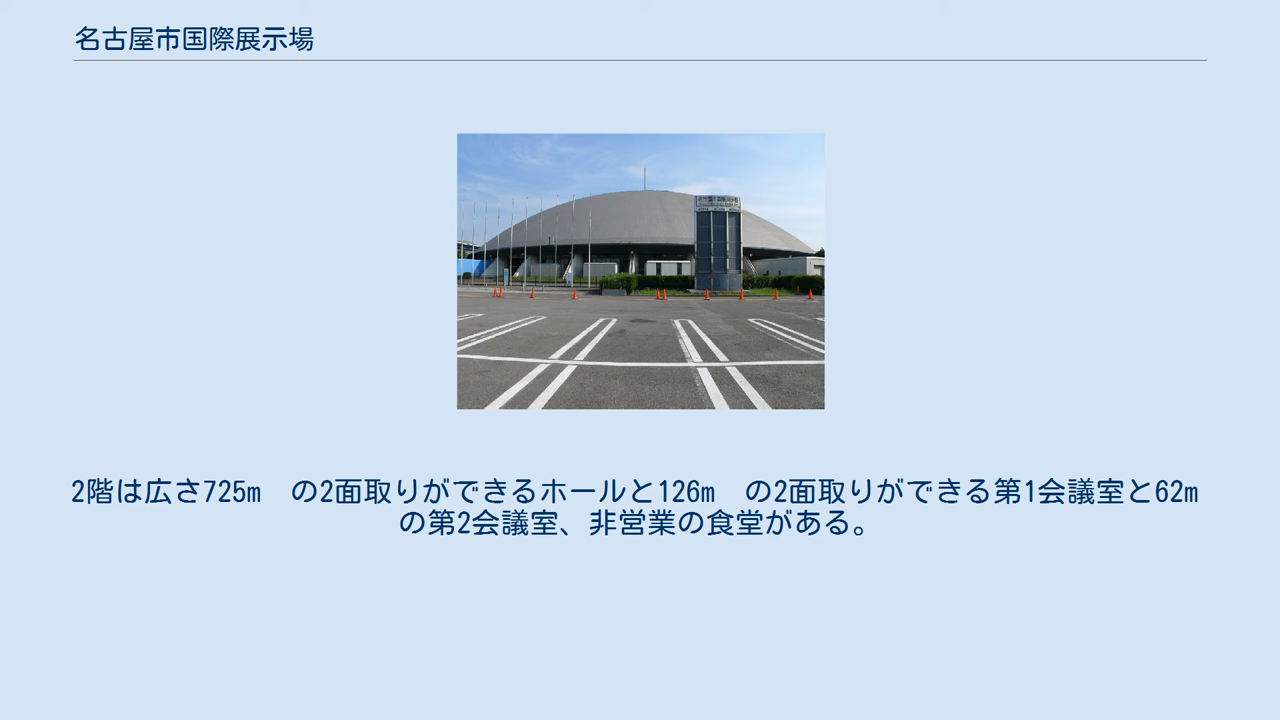 名古屋市国際展示場
2階は広さ725m　の2面取りができるホールと126m　の2面取りができる第1会議室と62m
の第2会議室、非営業の食堂がある。